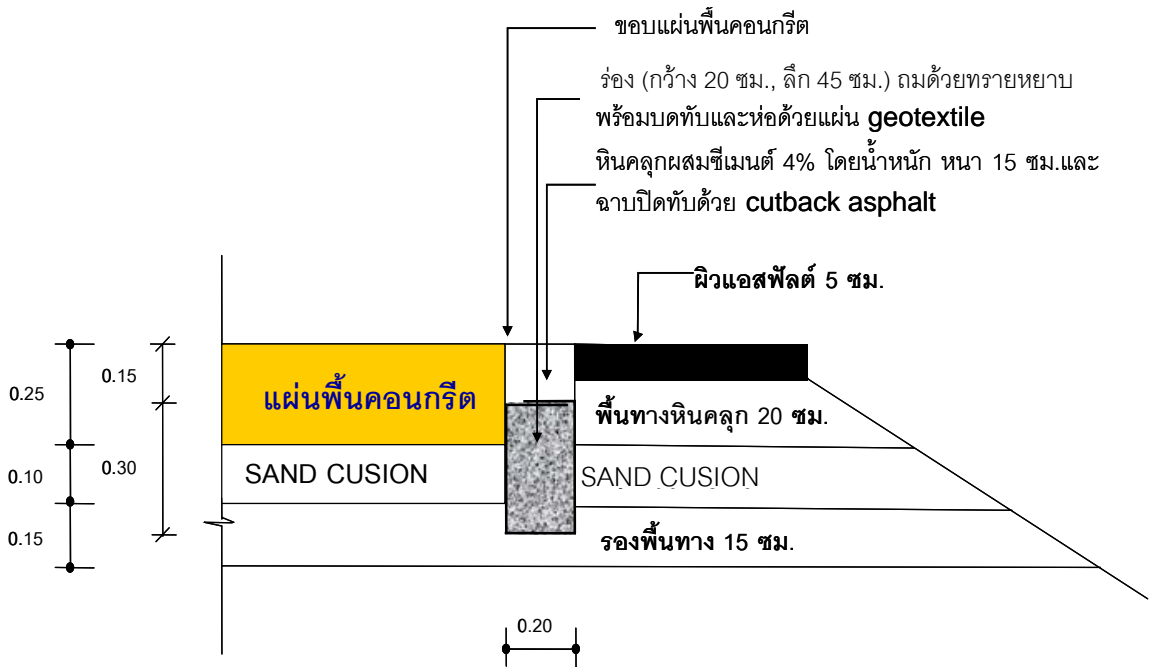 ขอบแผ่นพื้นคอนกรีต
ร่อง (กว้าง 20 ซม., ลึก 45 ซม.) ถมด้วยทรายหยาบ
พร้อมบดทับและห่อด้วยแผ่น geotextile
หินคลุกผสมซีเมนต์ 4% โดยน้ำหนัก หนา 15 ซม.และ
ฉาบปิดทับด้วย cutback asphalt
ผิวแอสฟัลต์ 5 ซม.
0.25
0.15
แผ่นพื้นคอนกรีต
พื้นทางหินคลุก 20 ซม.
0.10
0.30
SAND CUSION
SAND CUSION
0.15
รองพื้นทาง 15 ซม.
0.20